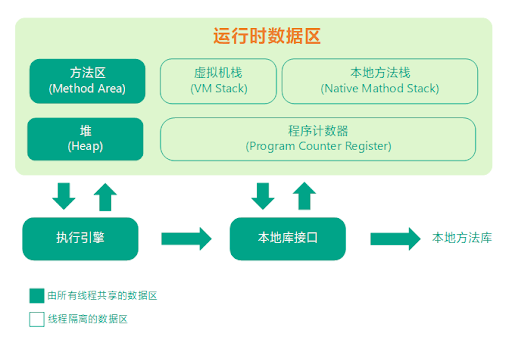 运行时数据区
方法区
(Method Area)
虚拟机栈
(VM Stack)
本地方法栈
(Native Mathod Stack)
堆
(Heap)
程序计数器
(Program Counter Register)
执行引擎
本地库接口
本地方法库
由所有线程共享的数据区
线程隔离的数据区